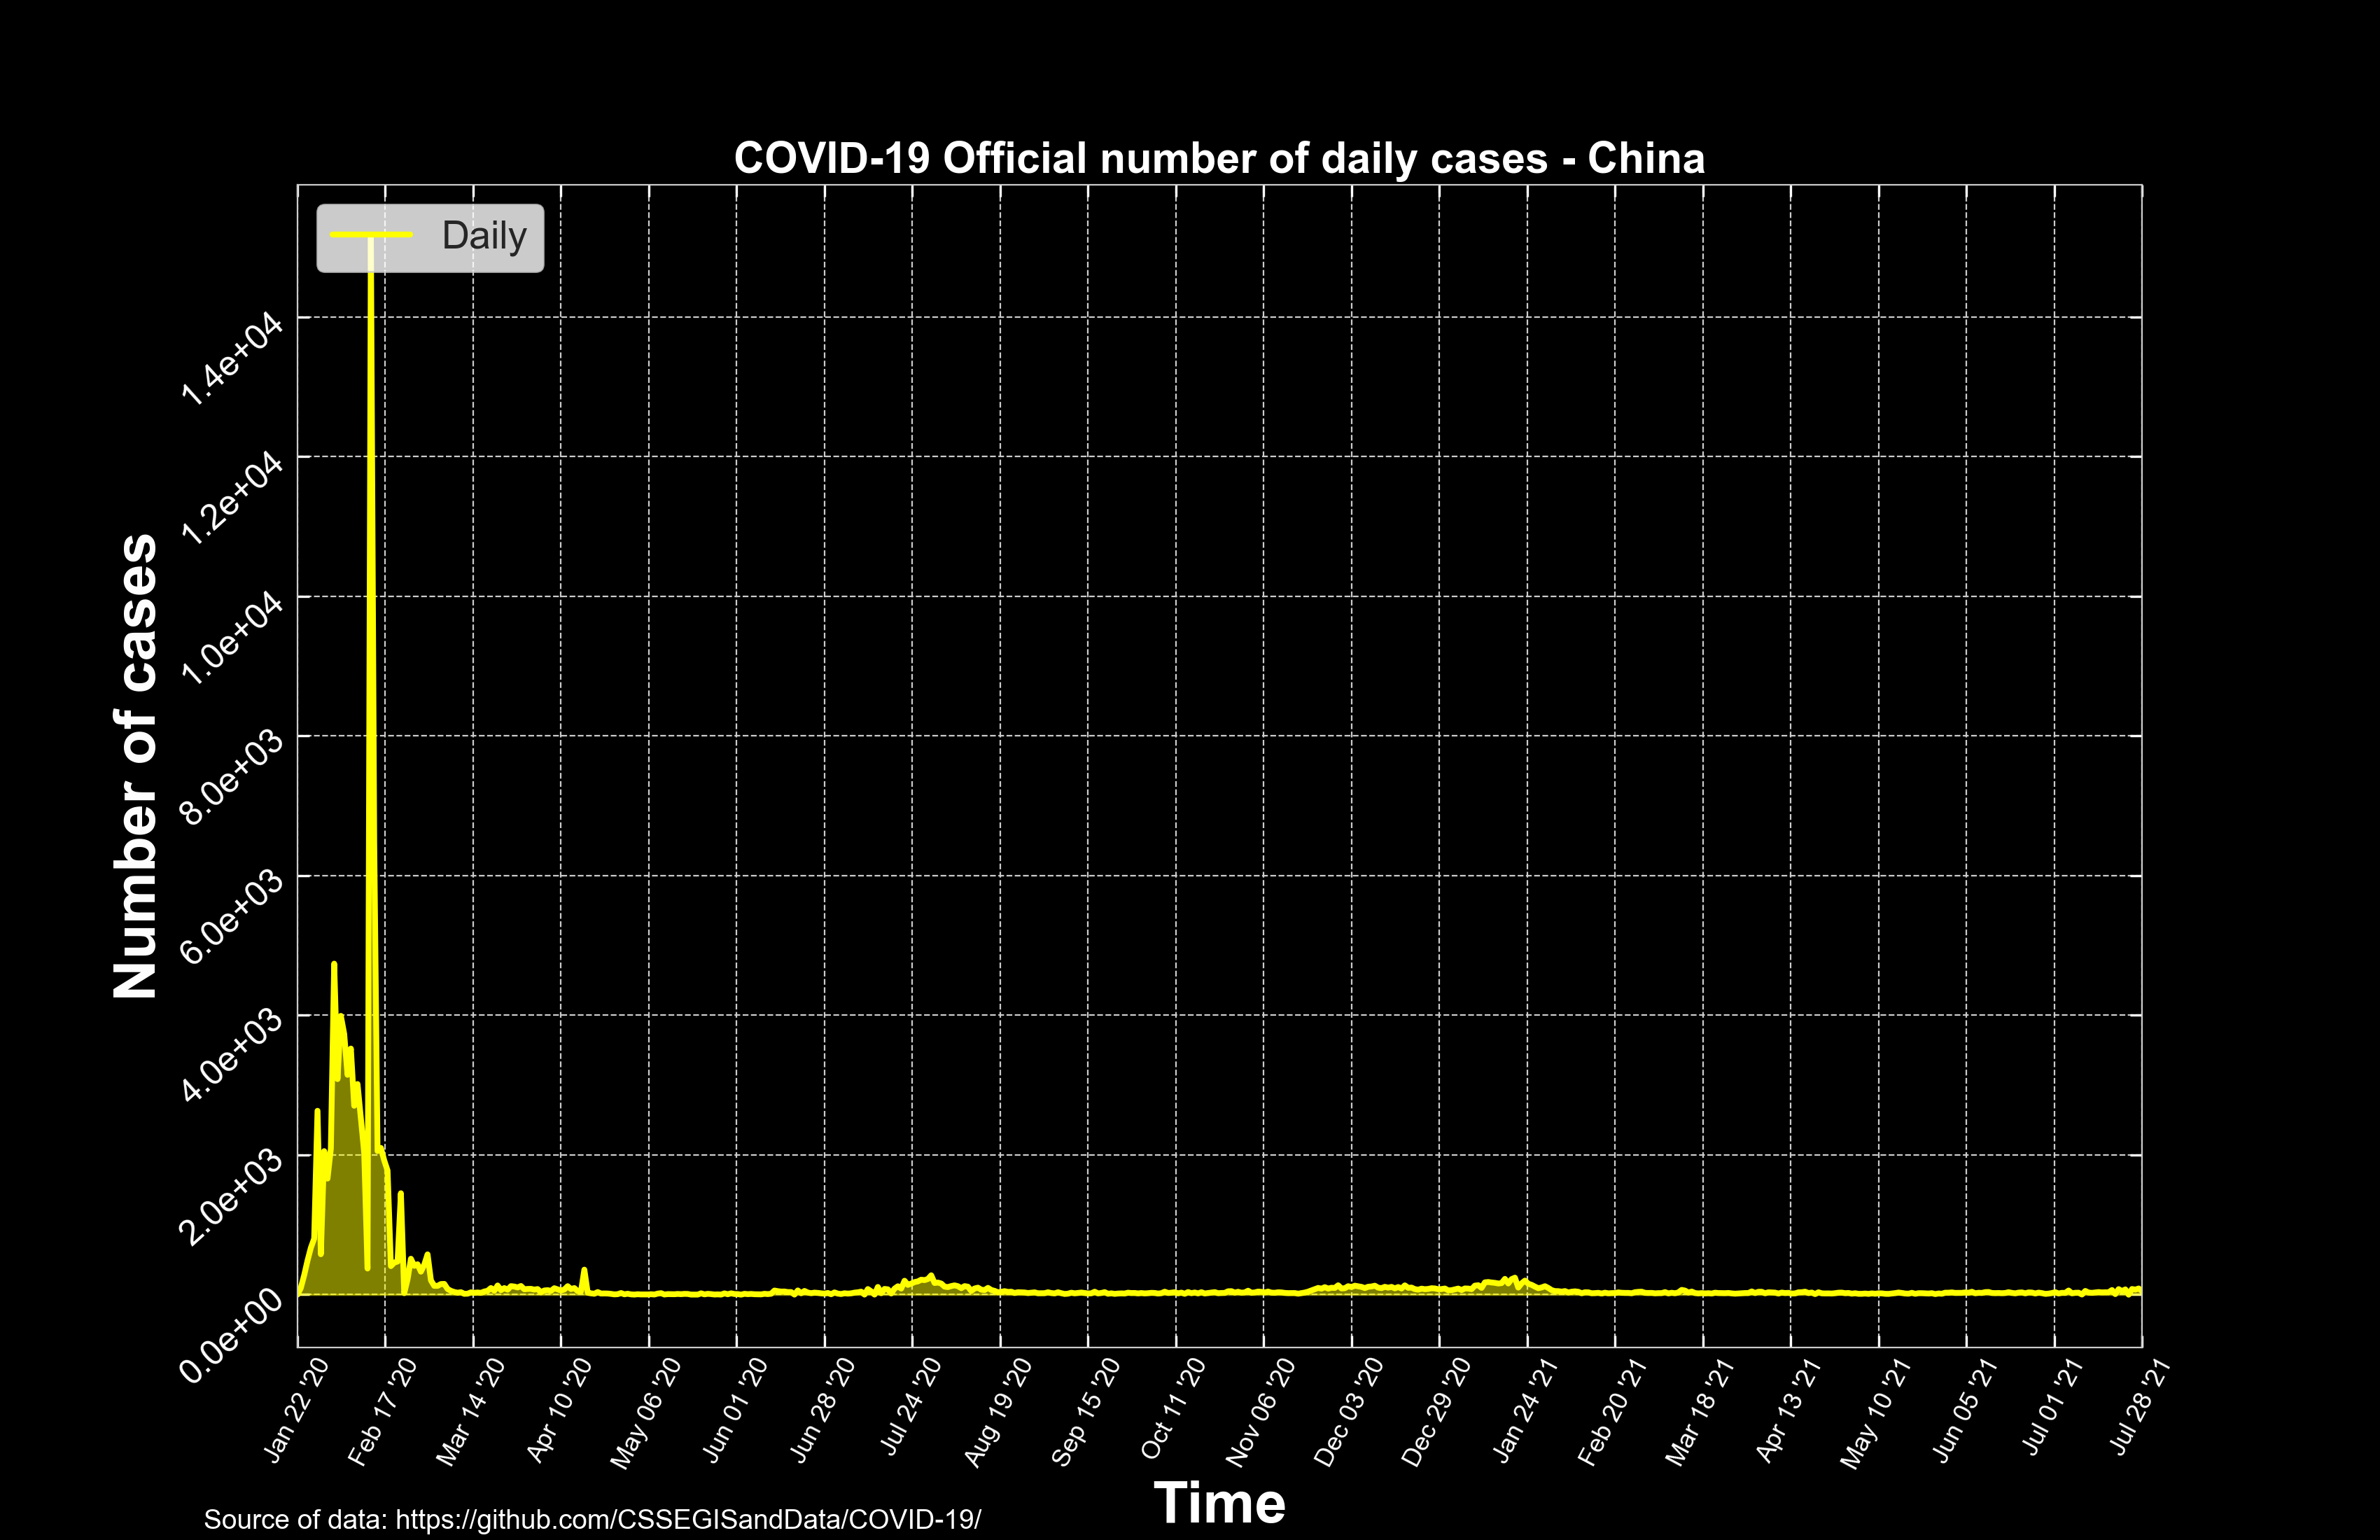 COVID-19 Official number of daily cases - China
Daily
Number of cases
1.4e+04
1.2e+04
1.0e+04
8.0e+03
6.0e+03
4.0e+03
2.0e+03
0.0e+00
Jan 22 '20
Feb 17 '20
Mar 14 '20
Apr 10 '20
May 06 '20
Jun 01 '20
Jun 28 '20
Jul 24 '20
Aug 19 '20
Sep 15 '20
Oct 11 '20
Nov 06 '20
Dec 03 '20
Dec 29 '20
Jan 24 '21
Feb 20 '21
Mar 18 '21
Apr 13 '21
May 10 '21
Jun 05 '21
Jul 01 '21
Jul 28 '21
Time
Source of data: https://github.com/CSSEGISandData/COVID-19/